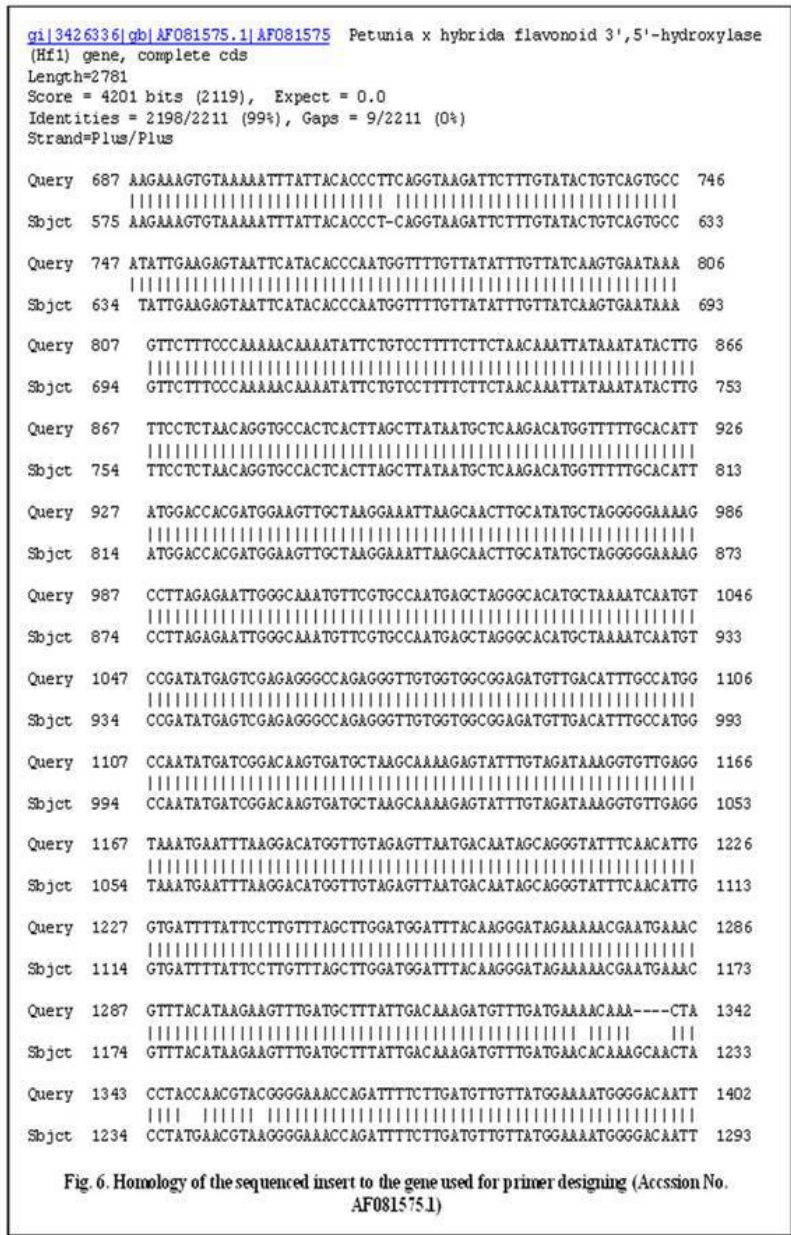 gi|3426336|gb|AF081575.1|AF081575 Petunia x hybrida flavonoid 3',5'-hydroxylase
(Hf1) gene, complete cds
Length=2781
Score = 4201 bits (2119), Expect = 0.0
Identities = 2198/2211 (99%), Gaps = 9/2211 (0%)
Strand=Plus/Plus
Query 687 AAGAAAGTGTAAAAATTTATTACACCCTTCAGGTAAGATTCTTTGTATACTGTCAGTGCC 746
Sbjct 575 AAGAAAGTGTAAAAATTTATTACACCCT-CAGGTAAGATTCTTTGTATACTGTCAGTGCC 633
Query 747 ATATTGAAGAGTAATTCATACACCCAATGGTTTTGTTATATTTGTTATCAAGTGAATAAA 806
Sbjct 634 TATTGAAGAGTAATTCATACACCCAATGGTTTTGTTATATTTGTTATCAAGTGAATAAA 693
Query 807 GTTCTTTCCCAAAAACAAAATATTCTGTCCTTTTCTTCTAACAAATTATAAATATACTTG 866
Sbjct 694 GTTCTTTCCCAAAAACAAAATATTCTGTCCTTTTCTTCTAACAAATTATAAATATACTTG 753
Query 867 TTCCTCTAACAGGTGCCACTCACTTAGCTTATAATGCTCAAGACATGGTTTTTGCACATT 926
Sbjct 754 TTCCTCTAACAGGTGCCACTCACTTAGCTTATAATGCTCAAGACATGGTTTTTGCACATT 813
Query 927 ATGGACCACGATGGAAGTTGCTAAGGAAATTAAGCAACTTGCATATGCTAGGGGGAAAAG 986
Sbjct 814 ATGGACCACGATGGAAGTTGCTAAGGAAATTAAGCAACTTGCATATGCTAGGGGGAAAAG 873
Query 987 CCTTAGAGAATTGGGCAAATGTTCGTGCCAATGAGCTAGGGCACATGCTAAAATCAATGT 1046
Sbjct 874 CCTTAGAGAATTGGGCAAATGTTCGTGCCAATGAGCTAGGGCACATGCTAAAATCAATGT 933
Query 1047 CCGATATGAGTCGAGAGGGCCAGAGGGTTGTGGTGGCGGAGATGTTGACATTTGCCATGG 1106
Sbjct 934 CCGATATGAGTCGAGAGGGCCAGAGGGTTGTGGTGGCGGAGATGTTGACATTTGCCATGG 993
Query 1107 CCAATATGATCGGACAAGTGATGCTAAGCAAAAGAGTATTTGTAGATAAAGGTGTTGAGG 1166
Sbjct 994 CCAATATGATCGGACAAGTGATGCTAAGCAAAAGAGTATTTGTAGATAAAGGTGTTGAGG 1053
Query 1167 TAAATGAATTTAAGGACATGGTTGTAGAGTTAATGACAATAGCAGGGTATTTCAACATTG 1226
Sbjct 1054 TAAATGAATTTAAGGACATGGTTGTAGAGTTAATGACAATAGCAGGGTATTTCAACATTG 1113
Query 1227 GTGATTTTATTCCTTGTTTAGCTTGGATGGATTTACAAGGGATAGAAAAACGAATGAAAC 1286
Sbjct 1114 GTGATTTTATTCCTTGTTTAGCTTGGATGGATTTACAAGGGATAGAAAAACGAATGAAAC 1173
Query 1287 GTTTACATAAGAAGTTTGATGCTTTATTGACAAAGATGTTTGATGAAAACAAA----CTA 1342
Sbjct 1174 GTTTACATAAGAAGTTTGATGCTTTATTGACAAAGATGTTTGATGAACACAAAGCAACTA 1233
Query 1343 CCTACCAACGTACGGGGAAACCAGATTTTCTTGATGTTGTTATGGAAAATGGGGACAATT 1402
Sbjct 1234 CCTATGAACGTAAGGGGAAACCAGATTTTCTTGATGTTGTTATGGAAAATGGGGACAATT 1293
Fig. 6. Homology of the sequenced insert to the gene used for primer designing (Accssion No.
AF081575.1)